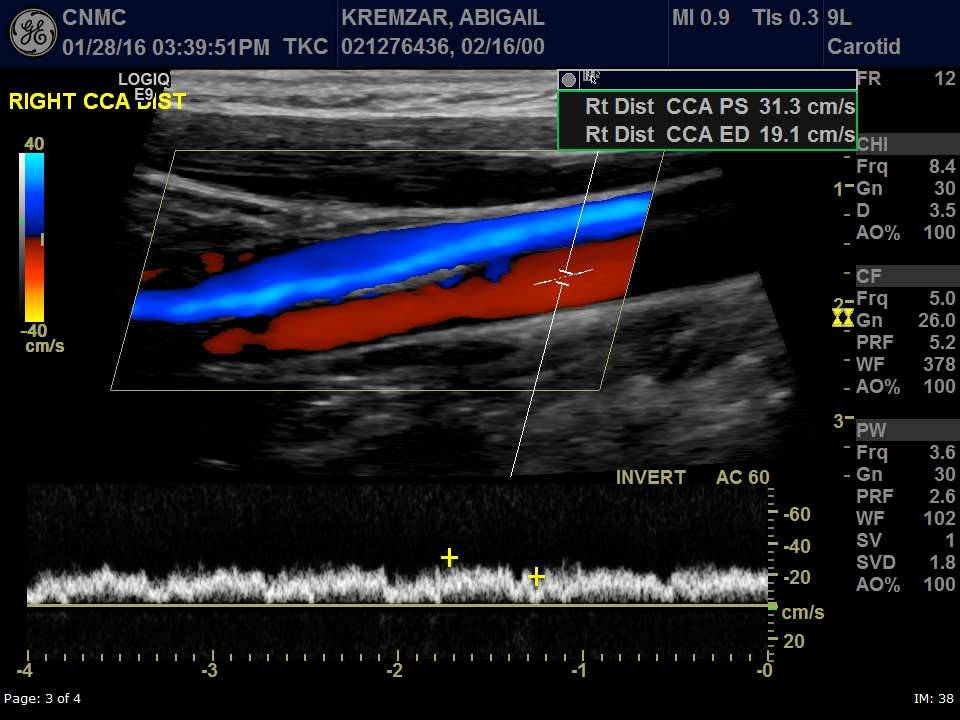 CNMC
01/28/16 03:39:51PM TKC
KREMZAR, ABIGAIL
021276436, 02/16/00
MI 0.9 TIs 0.3
9L
Carotid
LOGIQ
E9
RIGHT CCA DIST
Rt Dist CCA PS 31.3 cm/s
Rt Dist CCA ED 19.1 cm/s
FR 12
CHI
Frq 8.4
Gn 30
D 3.5
AO% 100
CF
Frq 5.0
Gn 26.0
PRF 5.2
WF 378
AO% 100
PW
Frq 3.6
Gn 30
PRF 2.6
WF 102
SV 1
SVD 1.8
AO% 100
40
-40
cm/s
1
2
3
INVERT AC 60
-60
-40
-20
cm/s
20
-4 -3 -2 -1 -0
Page: 3 of 4
IM: 38